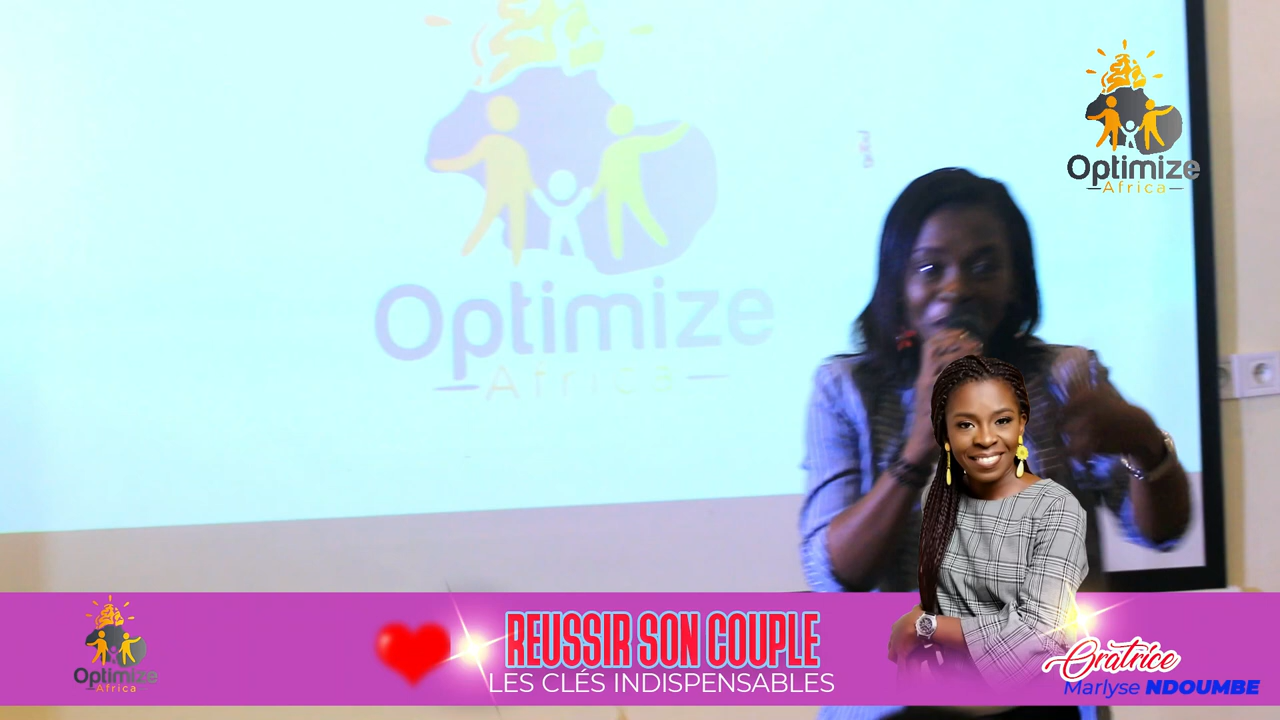 Optimize
Africa
Optimize
Africa
Optimize
Africa
REUSSIR SON COUPLE
LES CLÉS INDISPENSABLES
Oratrice
Marlyse NDOUMBE